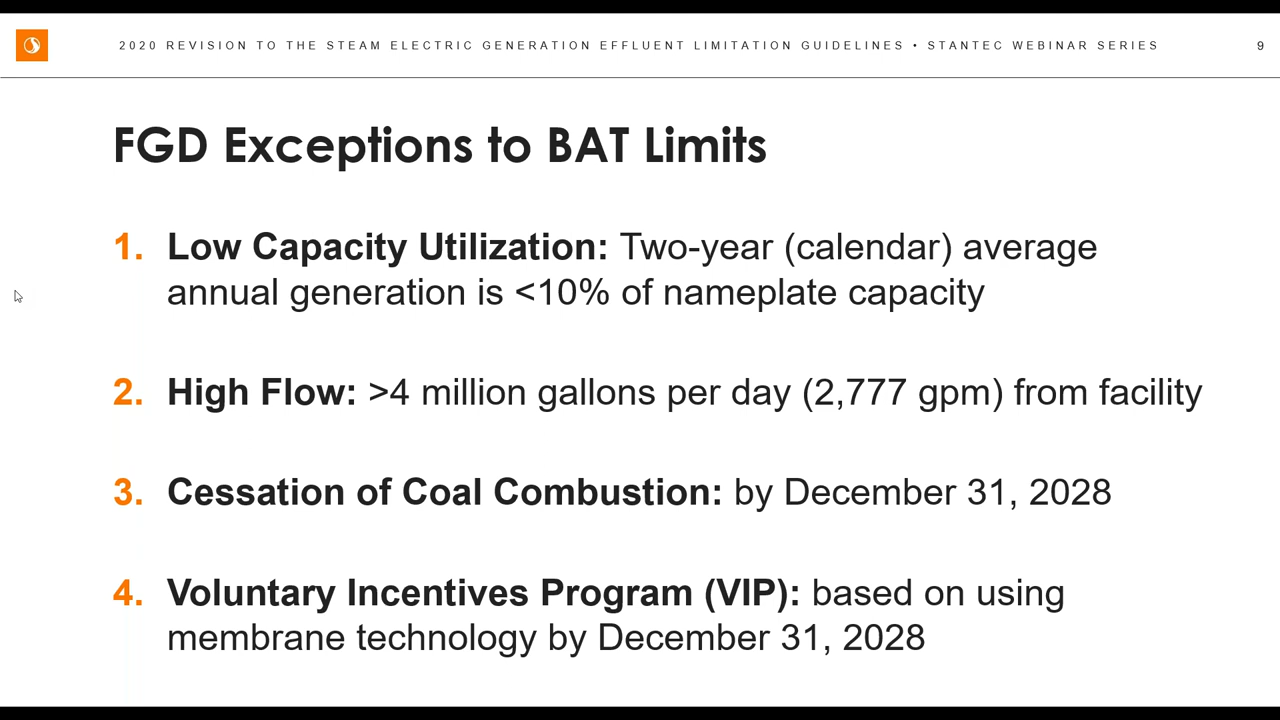 2020 REVISION TO THE STEAM ELECTRIC GENERATION EFFLUENT LIMITATION GUIDELINES • STANTEC WEBINAR SERIES
9
FGD Exceptions to BAT Limits
1. Low Capacity Utilization: Two-year (calendar) average
annual generation is <10% of nameplate capacity
2. High Flow: >4 million gallons per day (2,777 gpm) from facility
3. Cessation of Coal Combustion: by December 31, 2028
4. Voluntary Incentives Program (VIP): based on using
membrane technology by December 31, 2028